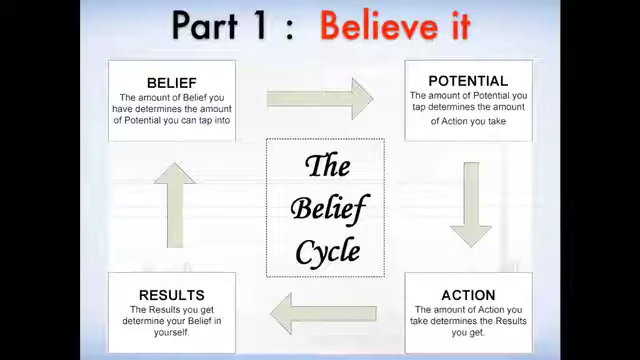 Part 1 : Believe it
BELIEF
The amount of Belief you
have determines the amount
of Potential you can tap into
POTENTIAL
The amount of Potential you
tap determines the amount
of Action you take
The
Belief
Cycle
RESULTS
The Results you get
determine your Belief in
yourself.
ACTION
The amount of Action you
take determines the Results
you get.